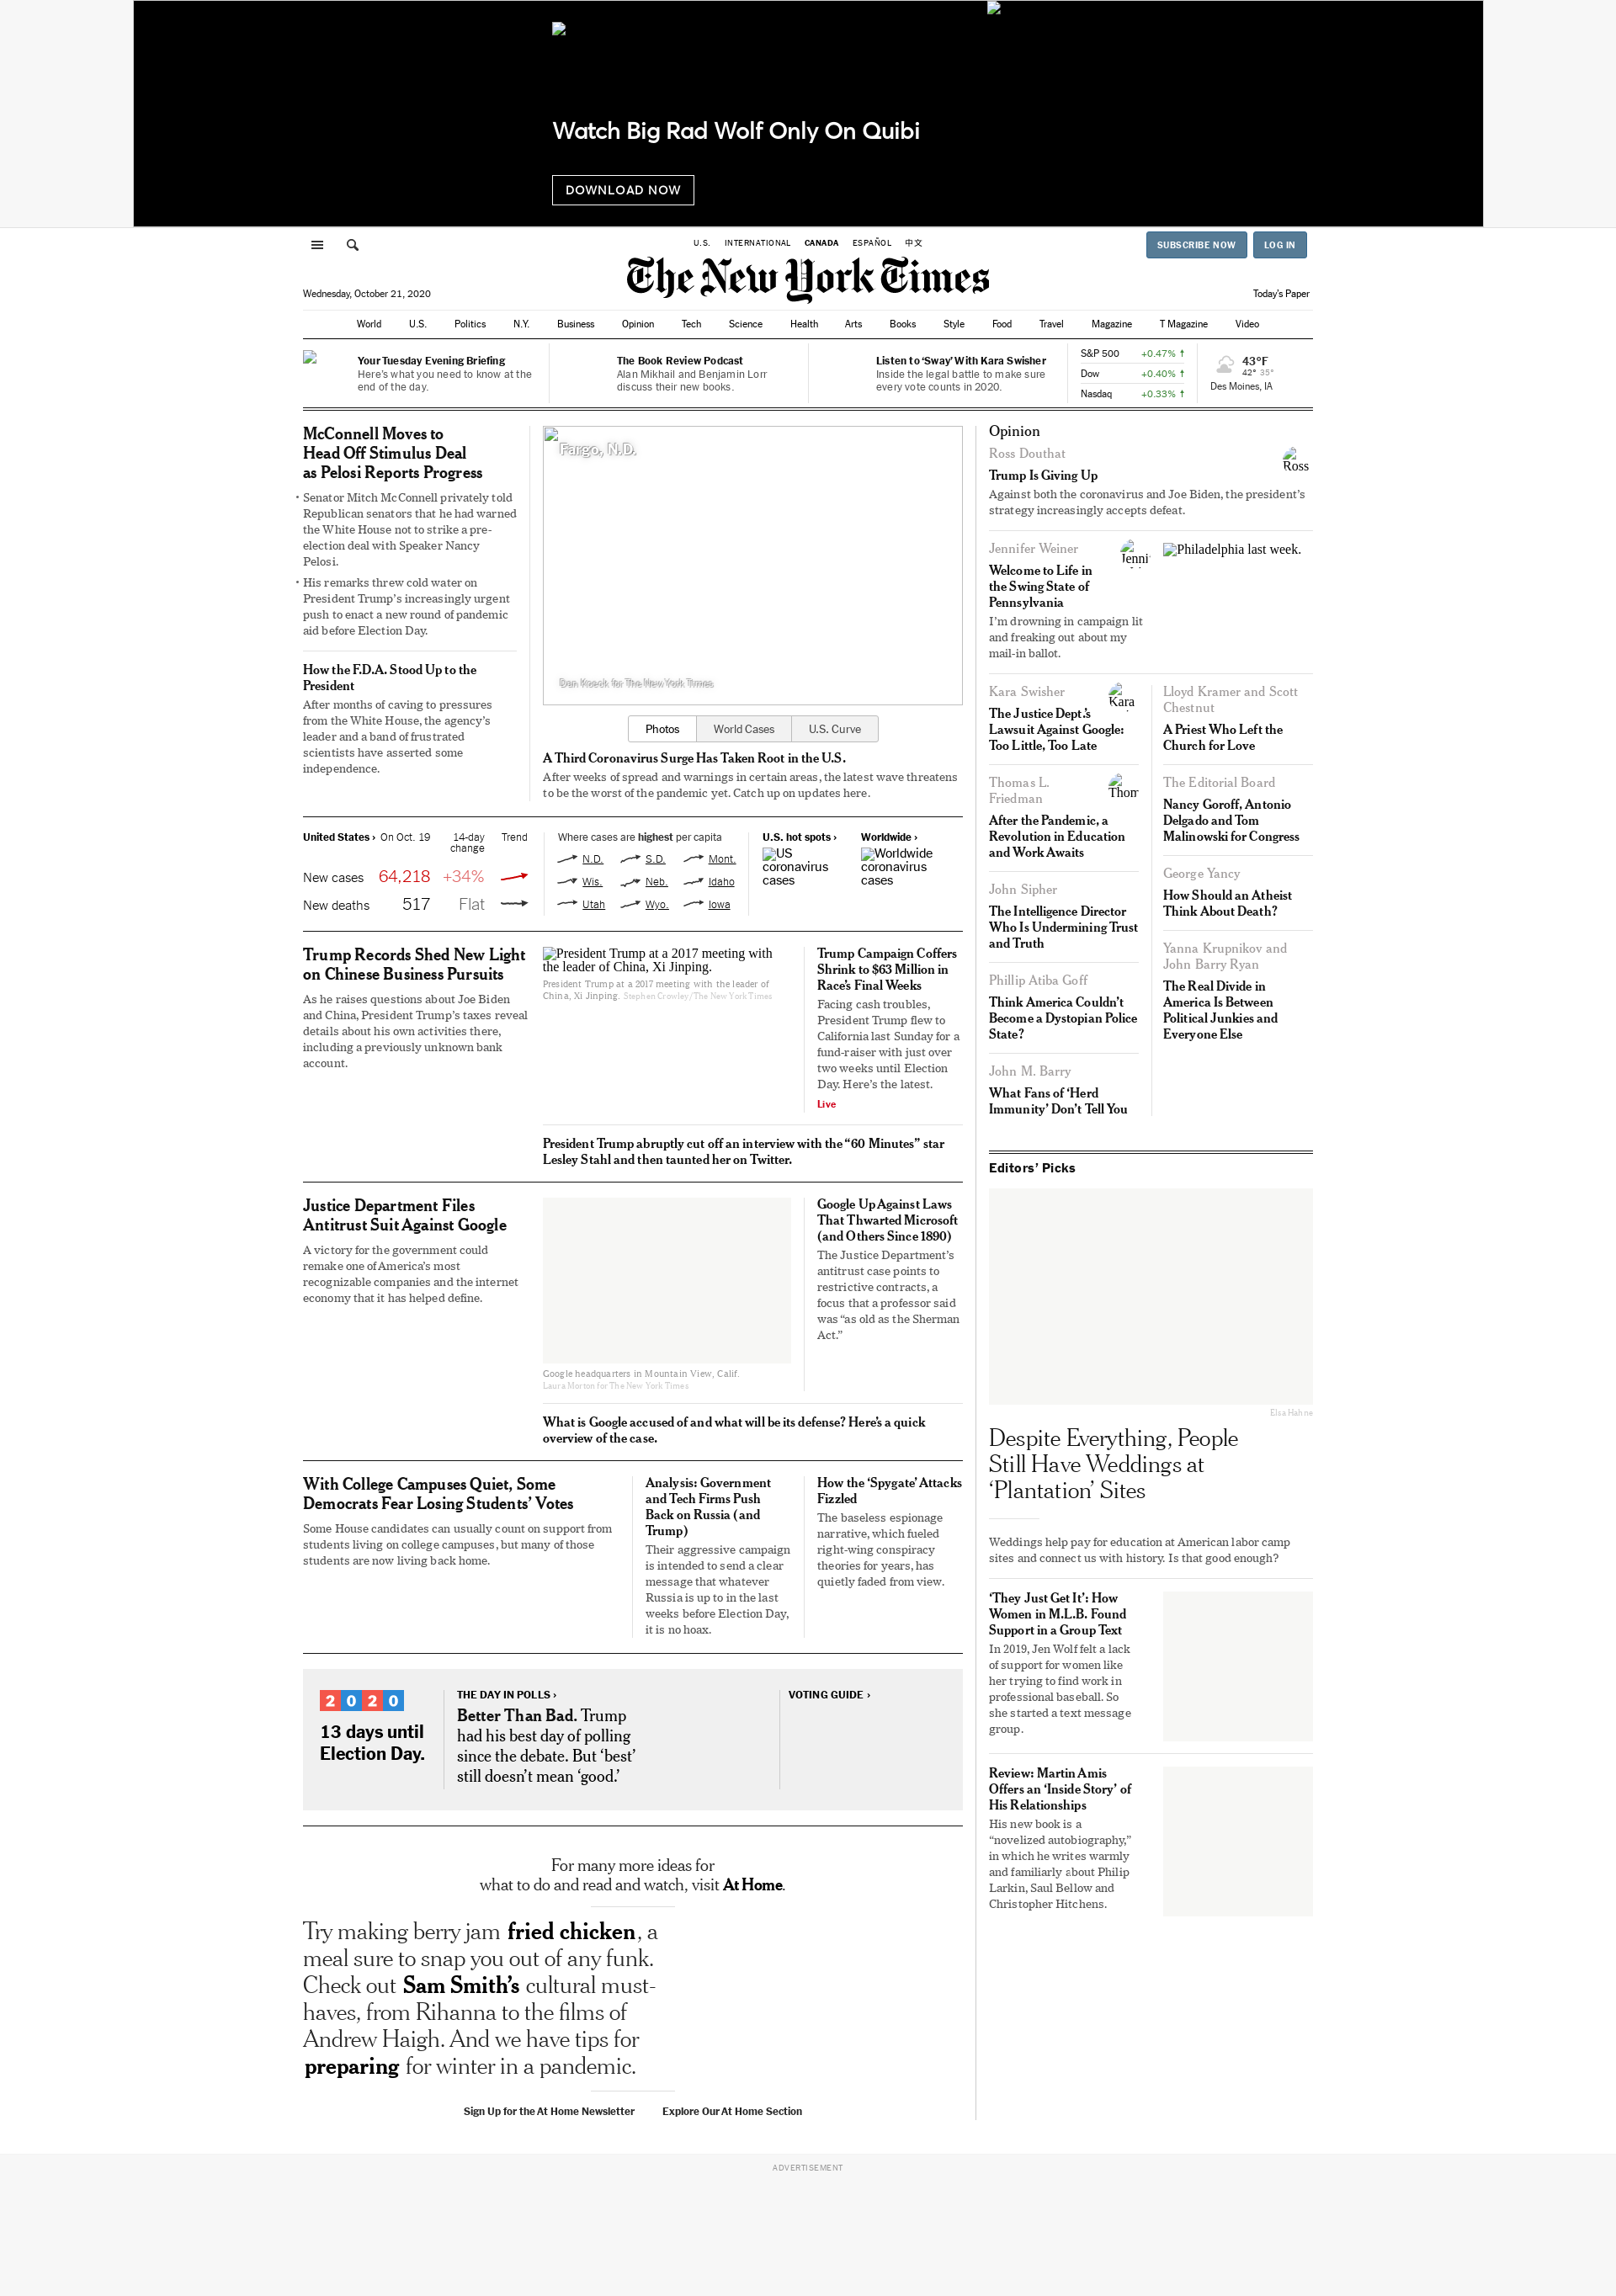 Watch Big Rad Wolf Only On Quibi
DOWNLOAD NOW
U.S. INTERNATIONAL CANADA ESPAÑOL 中文
SUBSCRIBE NOW LOG IN
The New York Times
Wednesday, October 21, 2020
Today's Paper
World U.S. Politics N.Y. Business Opinion Tech Science Health Arts Books Style Food Travel Magazine T Magazine Video
Your Tuesday Evening Briefing
Here's what you need to know at the
end of the day.
The Book Review Podcast
Alan Mikhail and Benjamin Lorr
discuss their new books.
Listen to ‘Sway’ With Kara Swisher
Inside the legal battle to make sure
every vote counts in 2020.
S&P 500 +0.47%
Dow +0.40%
Nasdaq +0.33%
43°F
42° 35°
Des Moines, IA
McConnell Moves to
Head Off Stimulus Deal
as Pelosi Reports Progress
• Senator Mitch McConnell privately told
Republican senators that he had warned
the White House not to strike a pre-
election deal with Speaker Nancy
Pelosi.
• His remarks threw cold water on
President Trump’s increasingly urgent
push to enact a new round of pandemic
aid before Election Day.
How the F.D.A. Stood Up to the
President
After months of caving to pressures
from the White House, the agency’s
leader and a band of frustrated
scientists have asserted some
independence.
Fargo, N.D.
Dan Koeck for The New York Times
Photos World Cases U.S. Curve
A Third Coronavirus Surge Has Taken Root in the U.S.
After weeks of spread and warnings in certain areas, the latest wave threatens
to be the worst of the pandemic yet. Catch up on updates here.
United States › On Oct. 19 14-day
change Trend
New cases 64,218 +34%
New deaths 517 Flat
Where cases are highest per capita
N.D. S.D. Mont.
Wis. Neb. Idaho
Utah Wyo. Iowa
U.S. hot spots ›
US
coronavirus
cases
Worldwide ›
Worldwide
coronavirus
cases
Trump Records Shed New Light
on Chinese Business Pursuits
As he raises questions about Joe Biden
and China, President Trump’s taxes reveal
details about his own activities there,
including a previously unknown bank
account.
President Trump at a 2017 meeting with
the leader of China, Xi Jinping.
President Trump at a 2017 meeting with the leader of
China, Xi Jinping. Stephen Crowley/The New York Times
Trump Campaign Coffers
Shrink to $63 Million in
Race’s Final Weeks
Facing cash troubles,
President Trump flew to
California last Sunday for a
fund-raiser with just over
two weeks until Election
Day. Here’s the latest.
Live
President Trump abruptly cut off an interview with the “60 Minutes” star
Lesley Stahl and then taunted her on Twitter.
Justice Department Files
Antitrust Suit Against Google
A victory for the government could
remake one of America’s most
recognizable companies and the internet
economy that it has helped define.
Google headquarters in Mountain View, Calif.
Laura Morton for The New York Times
Google Up Against Laws
That Thwarted Microsoft
(and Others Since 1890)
The Justice Department’s
antitrust case points to
restrictive contracts, a
focus that a professor said
was “as old as the Sherman
Act.”
What is Google accused of and what will be its defense? Here’s a quick
overview of the case.
With College Campuses Quiet, Some
Democrats Fear Losing Students’ Votes
Some House candidates can usually count on support from
students living on college campuses, but many of those
students are now living back home.
Analysis: Government
and Tech Firms Push
Back on Russia (and
Trump)
Their aggressive campaign
is intended to send a clear
message that whatever
Russia is up to in the last
weeks before Election Day,
it is no hoax.
How the ‘Spygate’ Attacks
Fizzled
The baseless espionage
narrative, which fueled
right-wing conspiracy
theories for years, has
quietly faded from view.
2020
13 days until
Election Day.
THE DAY IN POLLS ›
Better Than Bad. Trump
had his best day of polling
since the debate. But ‘best’
still doesn’t mean ‘good.’
VOTING GUIDE ›
For many more ideas for
what to do and read and watch, visit At Home.
Try making berry jam fried chicken, a
meal sure to snap you out of any funk.
Check out Sam Smith’s cultural must-
haves, from Rihanna to the films of
Andrew Haigh. And we have tips for
preparing for winter in a pandemic.
Sign Up for the At Home Newsletter Explore Our At Home Section
Opinion
Ross Douthat
Ross
Trump Is Giving Up
Against both the coronavirus and Joe Biden, the president’s
strategy increasingly accepts defeat.
Jennifer Weiner
Welcome to Life in
the Swing State of
Pennsylvania
I’m drowning in campaign lit
and freaking out about my
mail-in ballot.
Philadelphia last week.
Kara Swisher
Kara
The Justice Dept.’s
Lawsuit Against Google:
Too Little, Too Late
Thomas L.
Friedman
After the Pandemic, a
Revolution in Education
and Work Awaits
John Sipher
The Intelligence Director
Who Is Undermining Trust
and Truth
Phillip Atiba Goff
Think America Couldn’t
Become a Dystopian Police
State?
John M. Barry
What Fans of ‘Herd
Immunity’ Don’t Tell You
Lloyd Kramer and Scott
Chestnut
A Priest Who Left the
Church for Love
The Editorial Board
Nancy Goroff, Antonio
Delgado and Tom
Malinowski for Congress
George Yancy
How Should an Atheist
Think About Death?
Yanna Krupnikov and
John Barry Ryan
The Real Divide in
America Is Between
Political Junkies and
Everyone Else
Editors’ Picks
Elsa Hahne
Despite Everything, People
Still Have Weddings at
‘Plantation’ Sites
Weddings help pay for education at American labor camp
sites and connect us with history. Is that good enough?
‘They Just Get It’: How
Women in M.L.B. Found
Support in a Group Text
In 2019, Jen Wolf felt a lack
of support for women like
her trying to find work in
professional baseball. So
she started a text message
group.
Review: Martin Amis
Offers an ‘Inside Story’ of
His Relationships
His new book is a
“novelized autobiography,”
in which he writes warmly
and familiarly about Philip
Larkin, Saul Bellow and
Christopher Hitchens.
ADVERTISEMENT